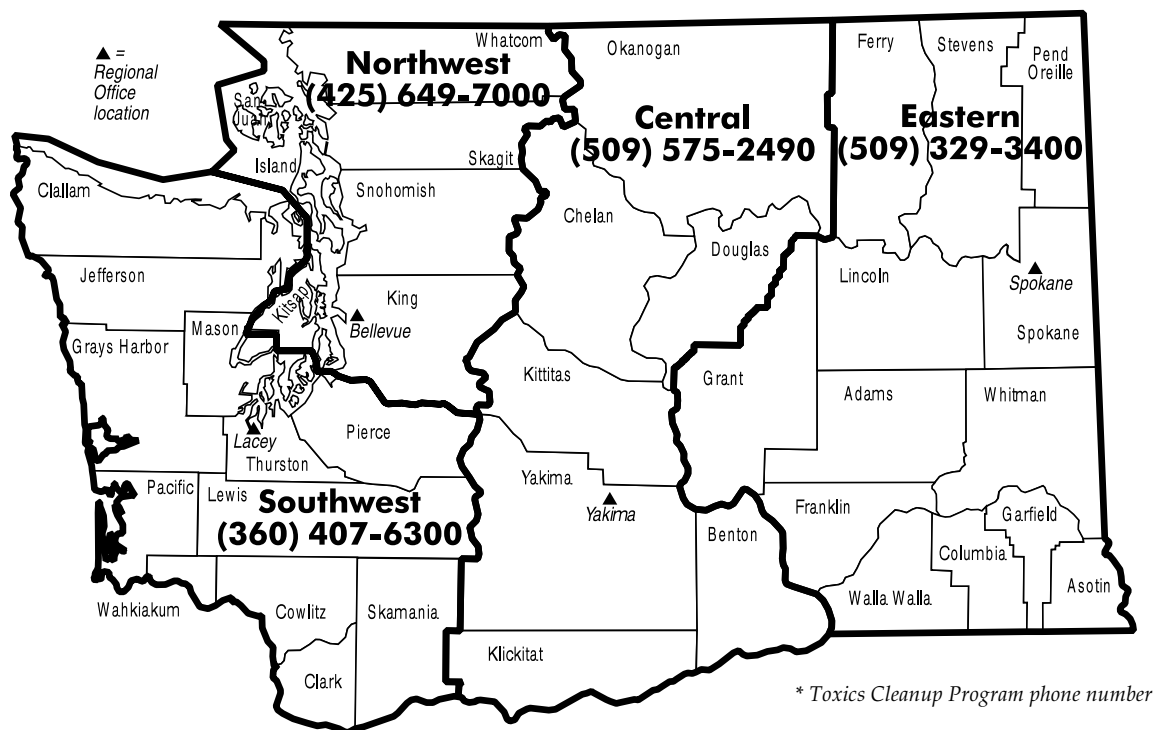 ▲ =
Regional
Office
location
Whatcom
Northwest
(425) 649-7000
San
Juan
Island
Skagit
Snohomish
King
Kitsap
▲ Bellevue
Okanogan
Central
(509) 575-2490
Chelan
Douglas
Kittitas
Yakima
▲
Yakima
Benton
Klickitat
Ferry
Stevens
Pend
Oreille
Eastern
(509) 329-3400
Lincoln
▲
Spokane
Spokane
Grant
Adams
Whitman
Franklin
Garfield
Columbia
Walla Walla
Asotin
Clallam
Jefferson
Mason
Grays Harbor
Pierce
▲
Lacey
Thurston
Pacific
Lewis
Southwest
(360) 407-6300
Wahkiakum
Cowlitz
Skamania
Clark
* Toxics Cleanup Program phone number